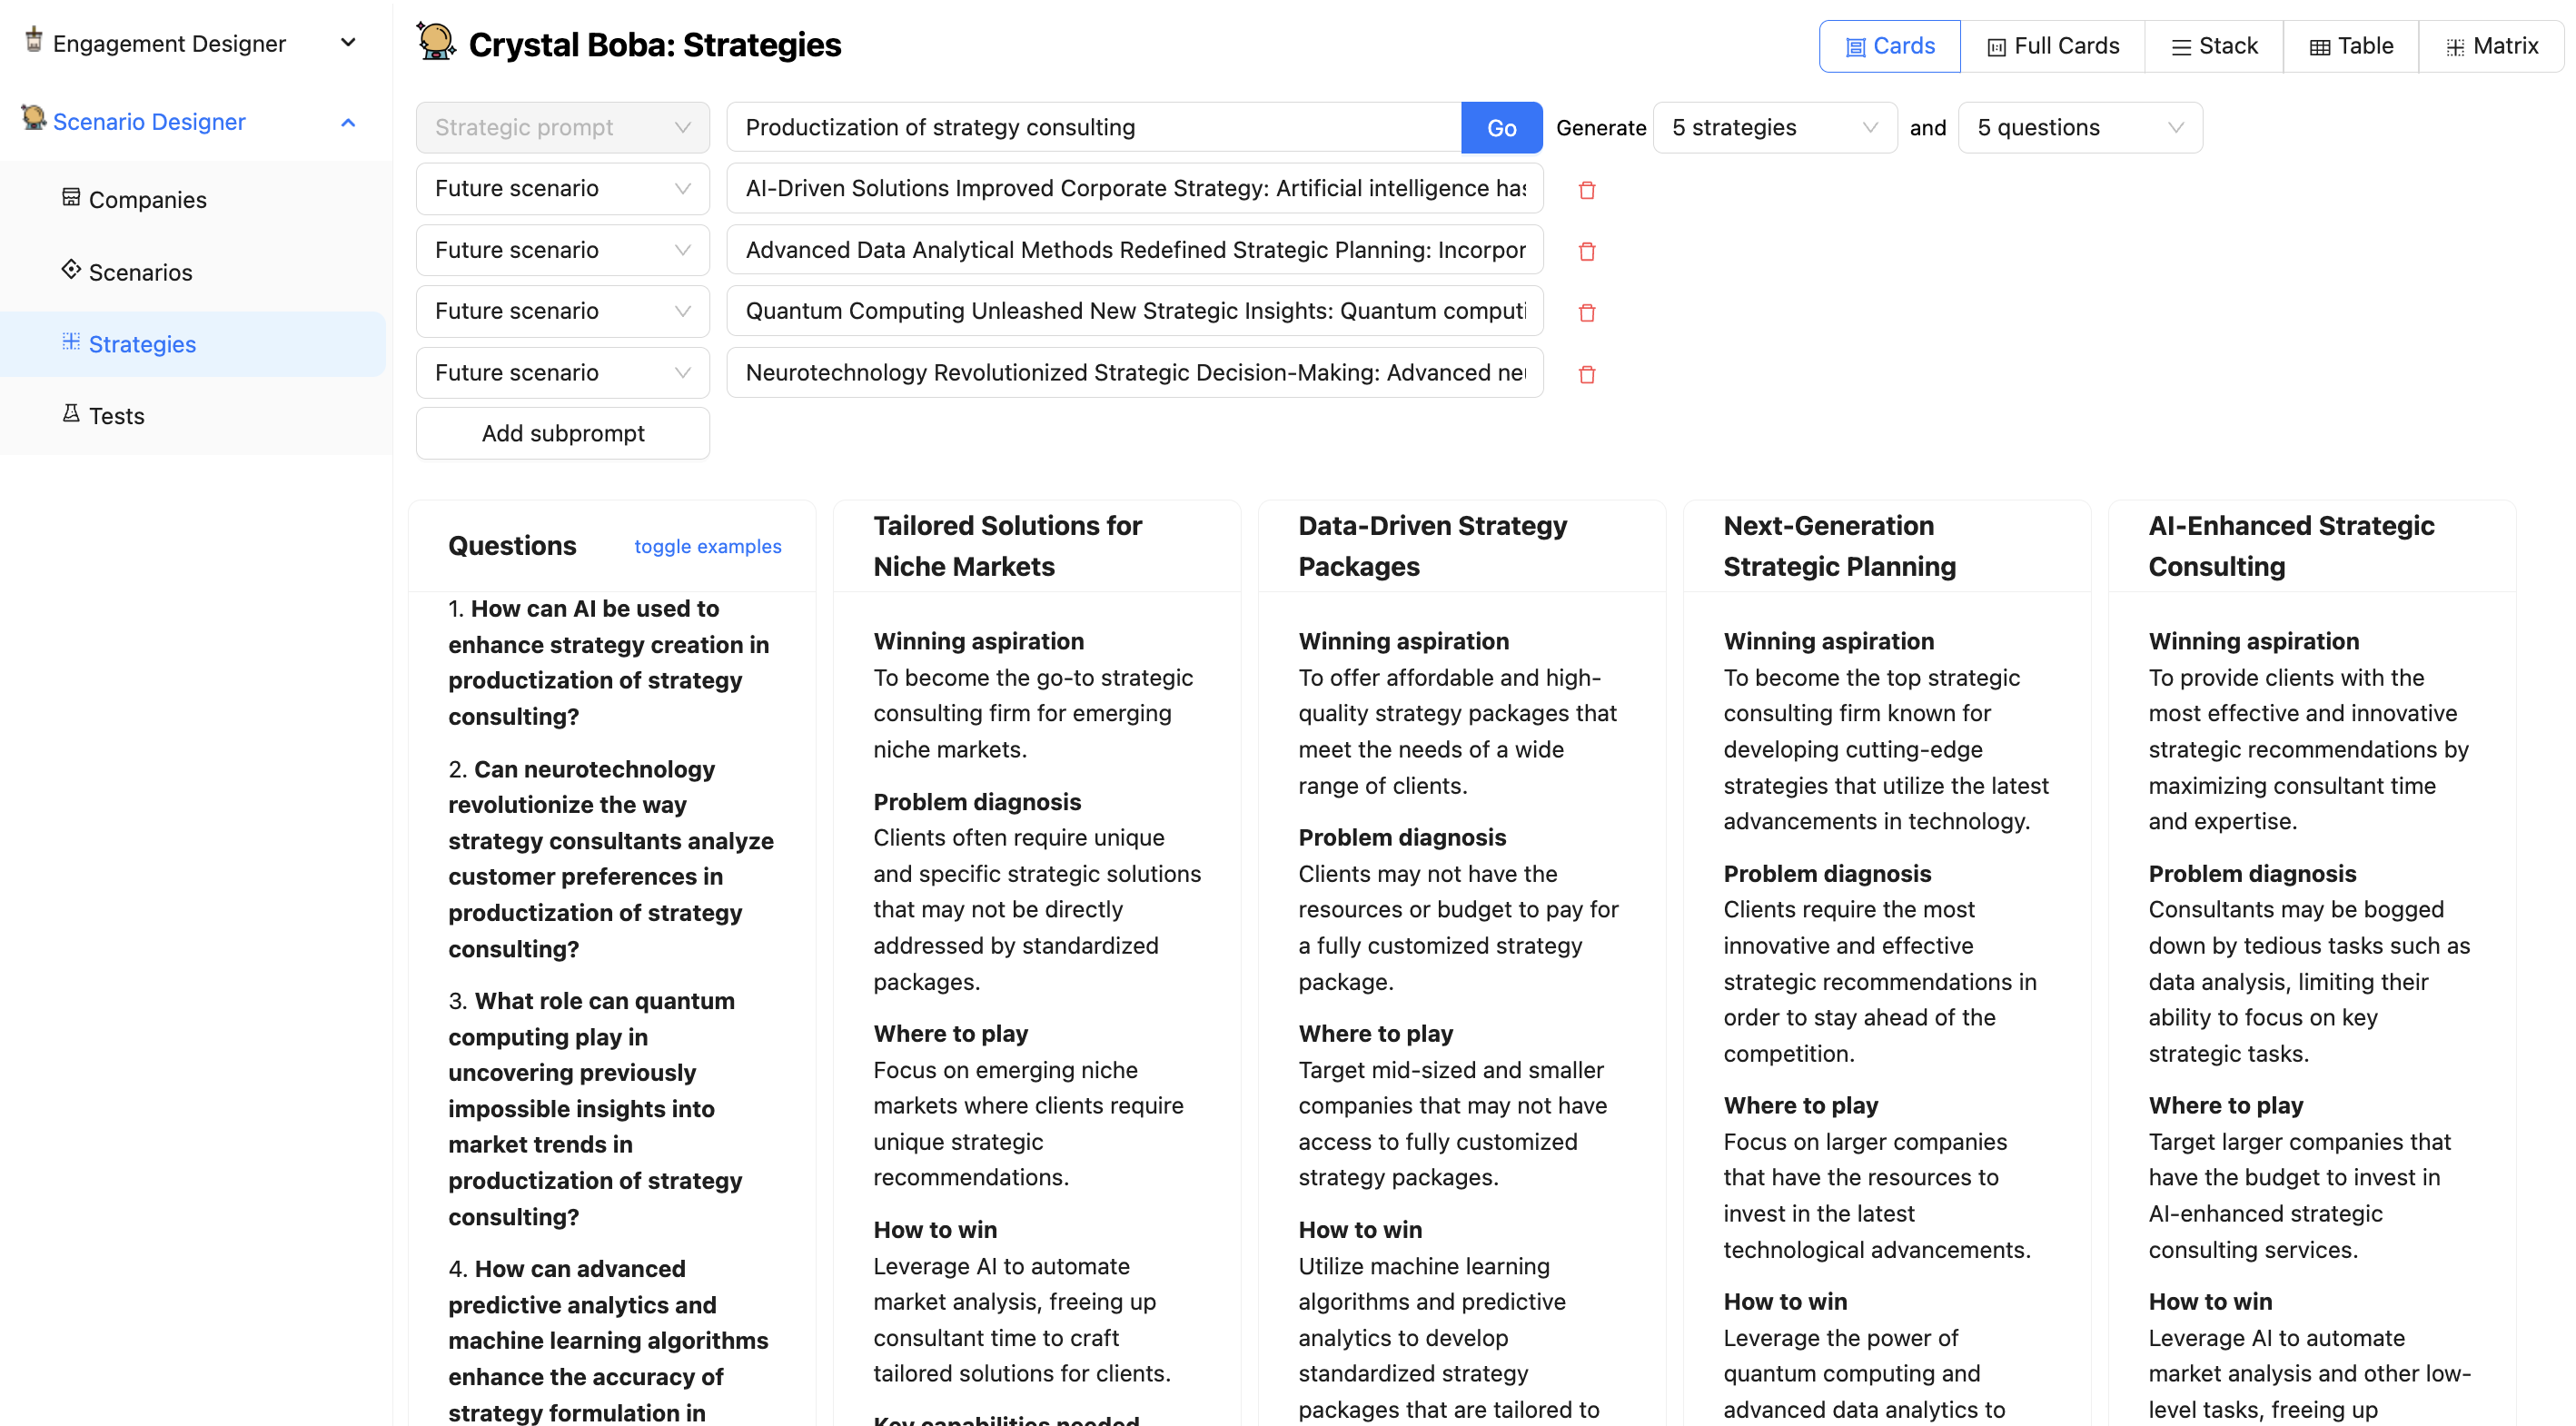 Engagement Designer
Scenario Designer
Companies
Scenarios
Strategies
Tests
Crystal Boba: Strategies
Cards
Full Cards
Stack
Table
Matrix
Strategic prompt
Productization of strategy consulting
Go
Generate
5 strategies
and
5 questions
Future scenario
AI-Driven Solutions Improved Corporate Strategy: Artificial intelligence has
Future scenario
Advanced Data Analytical Methods Redefined Strategic Planning: Incorpor
Future scenario
Quantum Computing Unleashed New Strategic Insights: Quantum computi
Future scenario
Neurotechnology Revolutionized Strategic Decision-Making: Advanced neu
Add subprompt
Questions
toggle examples
1. How can AI be used to
enhance strategy creation in
productization of strategy
consulting?
2. Can neurotechnology
revolutionize the way
strategy consultants analyze
customer preferences in
productization of strategy
consulting?
3. What role can quantum
computing play in
uncovering previously
impossible insights into
market trends in
productization of strategy
consulting?
4. How can advanced
predictive analytics and
machine learning algorithms
enhance the accuracy of
strategy formulation in
Tailored Solutions for
Niche Markets
Winning aspiration
To become the go-to strategic
consulting firm for emerging
niche markets.
Problem diagnosis
Clients often require unique
and specific strategic solutions
that may not be directly
addressed by standardized
packages.
Where to play
Focus on emerging niche
markets where clients require
unique strategic
recommendations.
How to win
Leverage AI to automate
market analysis, freeing up
consultant time to craft
tailored solutions for clients.
Key capabilities needed
Data-Driven Strategy
Packages
Winning aspiration
To offer affordable and high-
quality strategy packages that
meet the needs of a wide
range of clients.
Problem diagnosis
Clients may not have the
resources or budget to pay for
a fully customized strategy
package.
Where to play
Target mid-sized and smaller
companies that may not have
access to fully customized
strategy packages.
How to win
Utilize machine learning
algorithms and predictive
analytics to develop
standardized strategy
packages that are tailored to
Next-Generation
Strategic Planning
Winning aspiration
To become the top strategic
consulting firm known for
developing cutting-edge
strategies that utilize the latest
advancements in technology.
Problem diagnosis
Clients require the most
innovative and effective
strategic recommendations in
order to stay ahead of the
competition.
Where to play
Focus on larger companies
that have the resources to
invest in the latest
technological advancements.
How to win
Leverage the power of
quantum computing and
advanced data analytics to
AI-Enhanced Strategic
Consulting
Winning aspiration
To provide clients with the
most effective and innovative
strategic recommendations by
maximizing consultant time
and expertise.
Problem diagnosis
Consultants may be bogged
down by tedious tasks such as
data analysis, limiting their
ability to focus on key
strategic tasks.
Where to play
Target larger companies that
have the budget to invest in
AI-enhanced strategic
consulting services.
How to win
Leverage AI to automate
market analysis and other low-
level tasks, freeing up